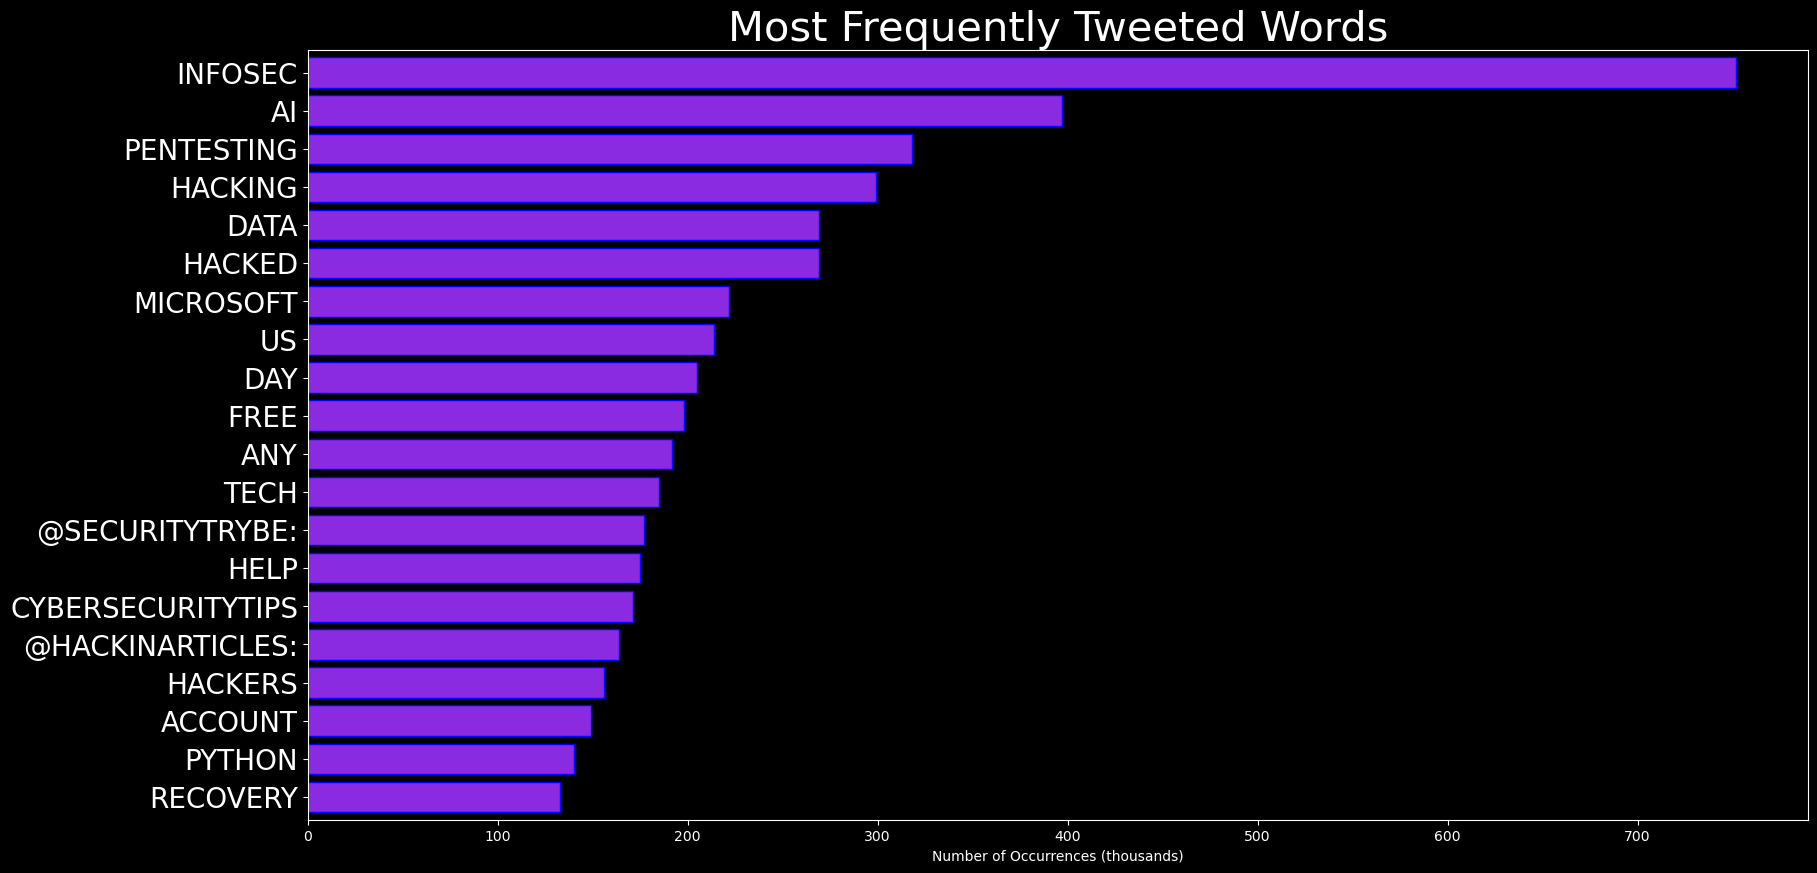 Most Frequently Tweeted Words
INFOSEC
AI
PENTESTING
HACKING
DATA
HACKED
MICROSOFT
US
DAY
FREE
ANY
TECH
@SECURITYTRYBE:
HELP
CYBERSECURITYTIPS
@HACKINARTICLES:
HACKERS
ACCOUNT
PYTHON
RECOVERY
0 100 200 300 400 500 600 700
Number of Occurrences (thousands)